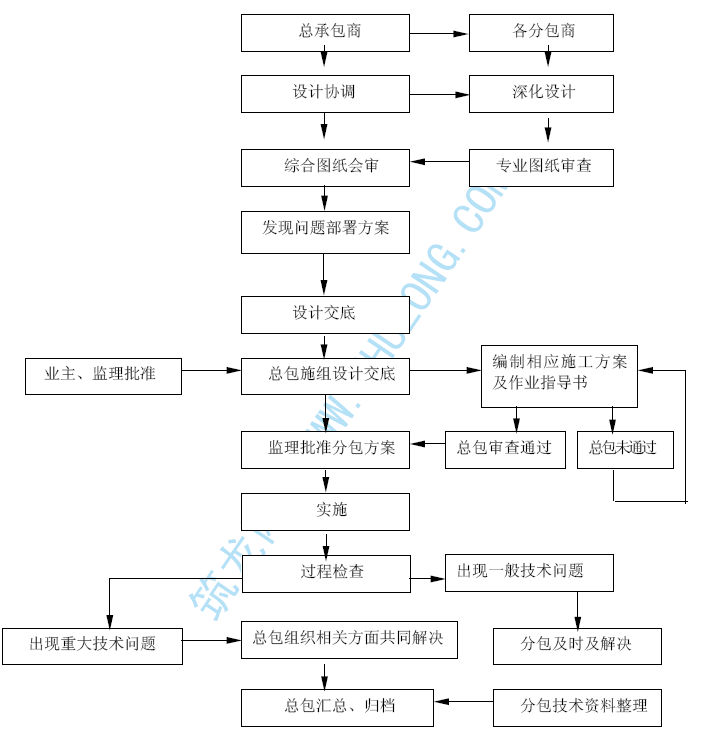 总承包商
各分包商
设计协调
深化设计
综合图纸会审
专业图纸审查
发现问题部署方案
设计交底
业主、监理批准
总包施组设计交底
编制相应施工方案
及作业指导书
监理批准分包方案
总包审查通过
总包未通过
实施
过程检查
出现一般技术问题
出现重大技术问题
总包组织相关方面共同解决
分包及时及解决
总包汇总、归档
分包技术资料整理